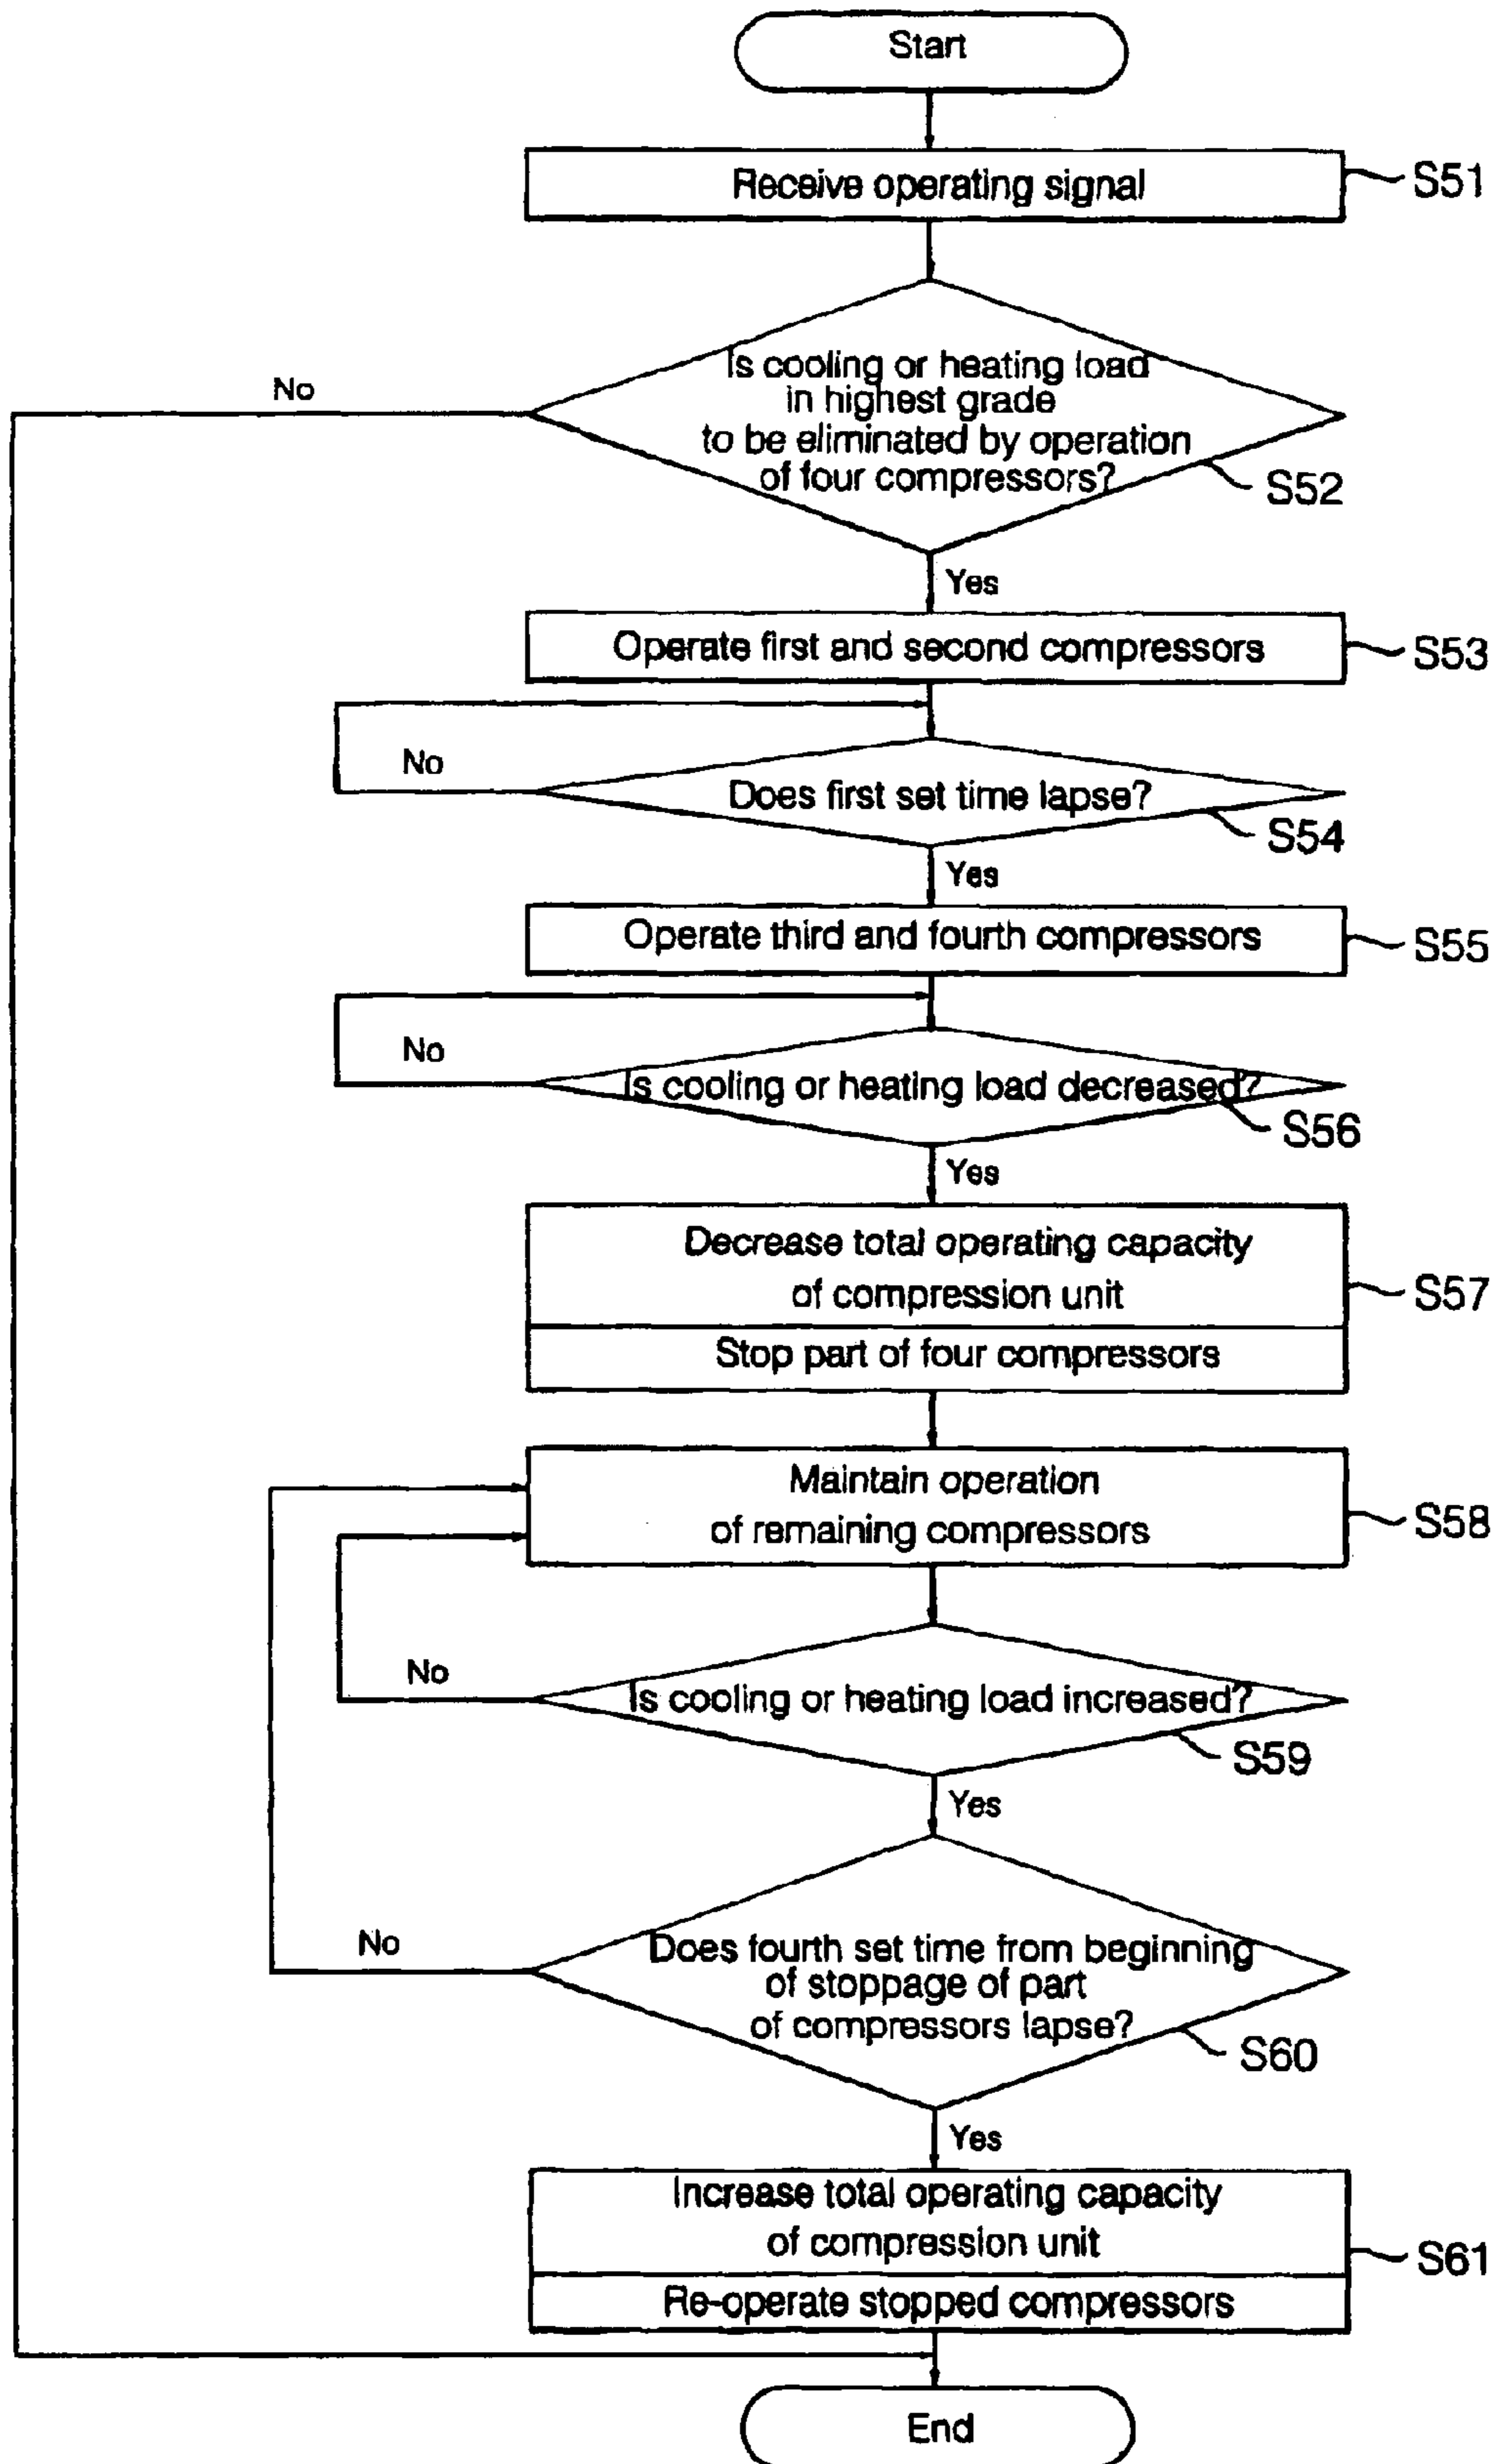 Start
Receive operating signal
S51
Is cooling or heating load
in highest grade
to be eliminated by operation
of four compressors?
S52
No
Yes
Operate first and second compressors
S53
No
Does first set time lapse?
S54
Yes
Operate third and fourth compressors
S55
No
Is cooling or heating load decreased?
S56
Yes
Decrease total operating capacity
of compression unit
S57
Stop part of four compressors
Maintain operation
of remaining compressors
S58
No
Is cooling or heating load increased?
S59
Yes
No
Does fourth set time from beginning
of stoppage of part
of compressors lapse?
S60
Yes
Increase total operating capacity
of compression unit
S61
Re-operate stopped compressors
End